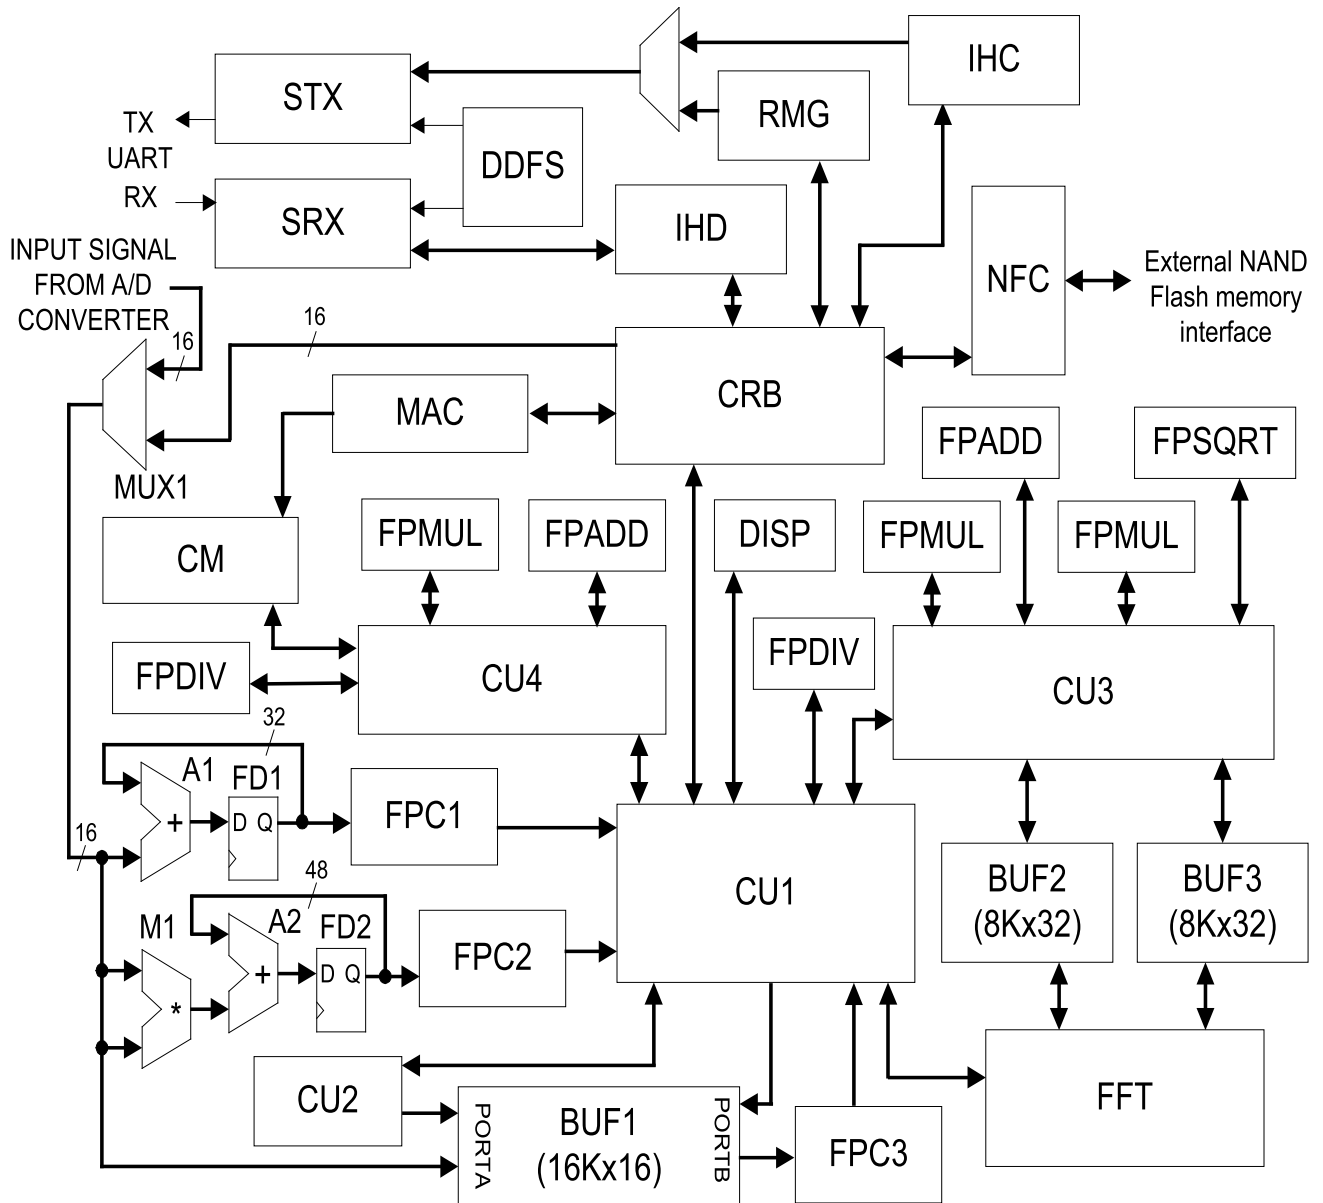 IHC
STX
RMG
TX
UART
RX
DDFS
SRX
IHD
INPUT SIGNAL
FROM A/D
CONVERTER
NFC
External NAND
Flash memory
interface
16
16
CRB
MAC
MUX1
FPADD
FPSQRT
FPMUL
FPADD
DISP
FPMUL
FPMUL
CM
FPDIV
CU4
FPDIV
CU3
32
A1
FD1
D Q
+
FPC1
16
CU1
BUF2
(8Kx32)
BUF3
(8Kx32)
48
M1
A2
FD2
D Q
+
*
FPC2
CU2
PORTA
BUF1
(16Kx16)
PORTB
FPC3
FFT